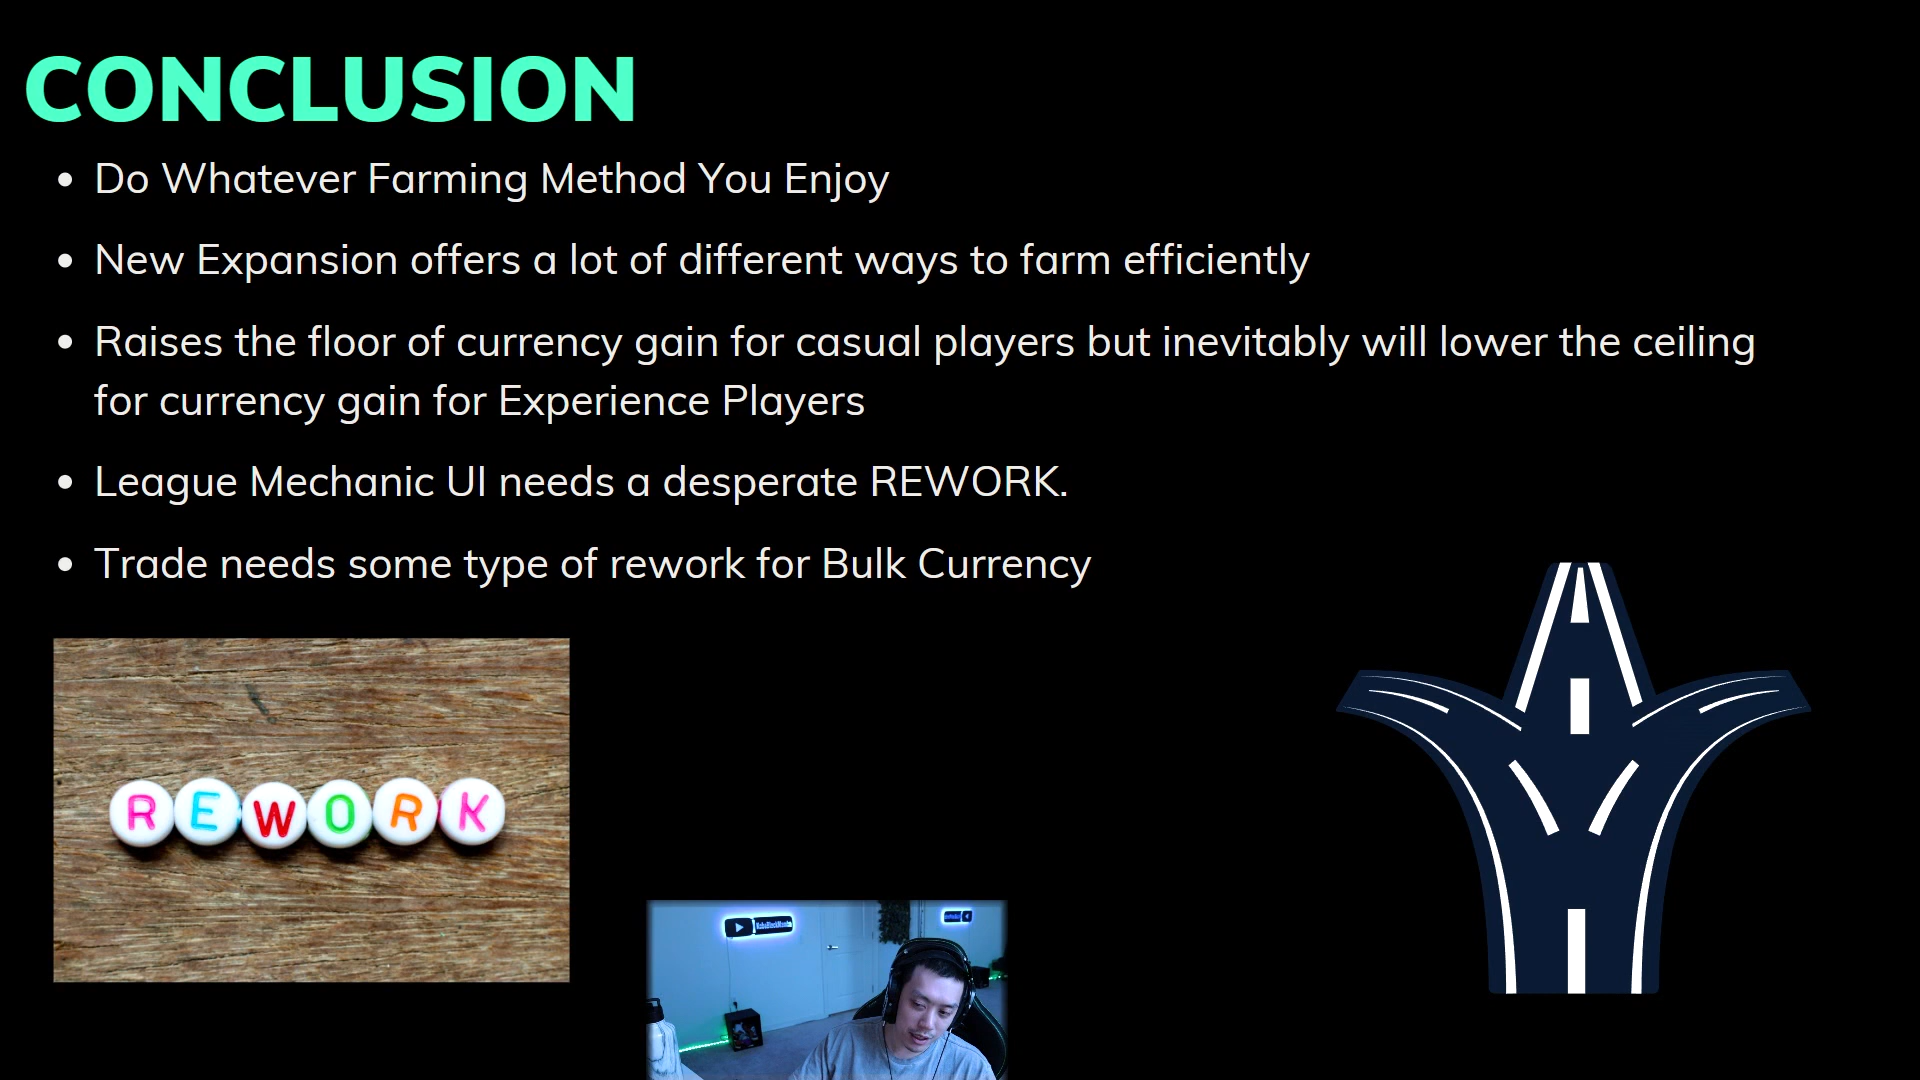 CONCLUSION
• Do Whatever Farming Method You Enjoy
• New Expansion offers a lot of different ways to farm efficiently
• Raises the floor of currency gain for casual players but inevitably will lower the ceiling
for currency gain for Experience Players
• League Mechanic UI needs a desperate REWORK.
• Trade needs some type of rework for Bulk Currency
REWORK